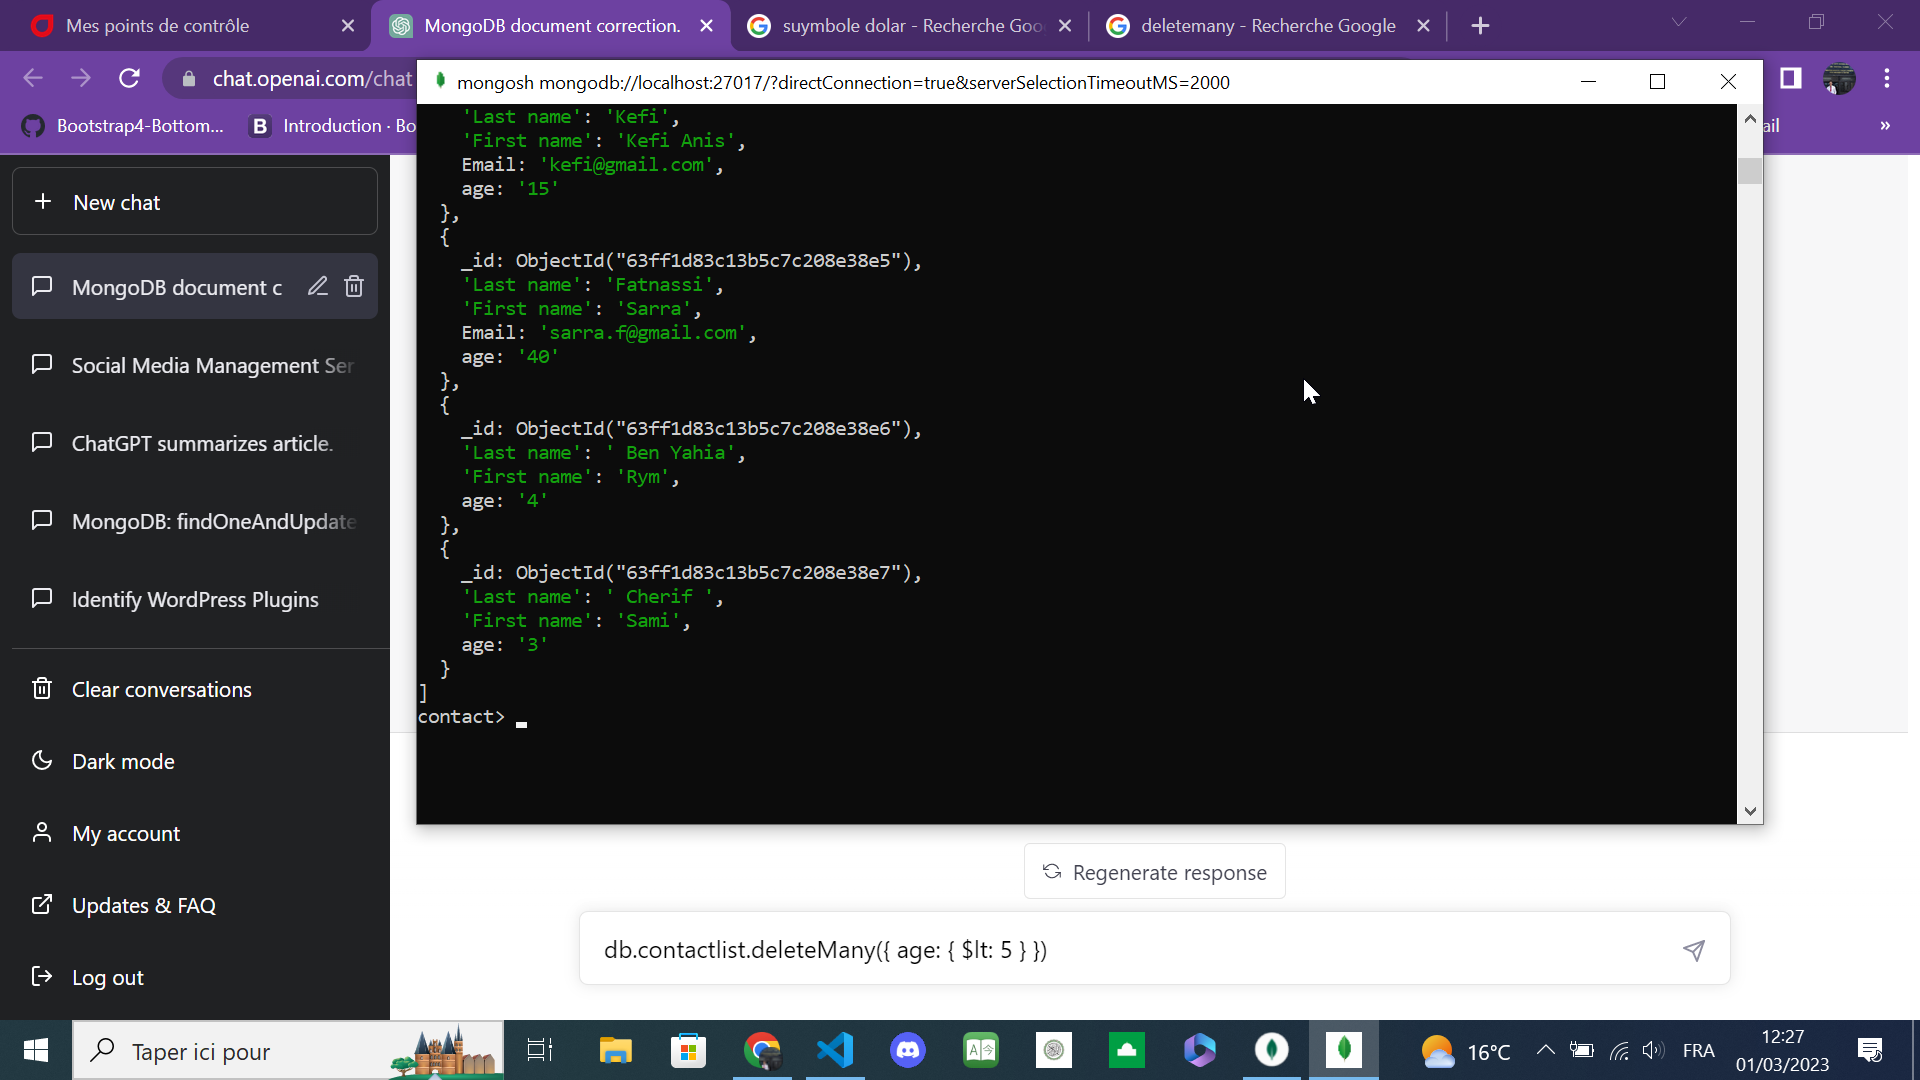 Mes points de contrôle
MongoDB document correction.
suymbole dolar - Recherche Goo
deletemany - Recherche Google
chat.openai.com/chat
Bootstrap4-Bottom...
B
Introduction · Bo
ail
»
mongosh mongodb://localhost:27017/?directConnection=true&serverSelectionTimeoutMS=2000
'Last name': 'Kefi',
'First name': 'Kefi Anis',
Email: 'kefi@gmail.com',
age: '15'
},
{
_id: ObjectId("63ff1d83c13b5c7c208e38e5"),
'Last name': 'Fatnassi',
'First name': 'Sarra',
Email: 'sarra.f@gmail.com',
age: '40'
},
{
_id: ObjectId("63ff1d83c13b5c7c208e38e6"),
'Last name': ' Ben Yahia',
'First name': 'Rym',
age: '4'
},
{
_id: ObjectId("63ff1d83c13b5c7c208e38e7"),
'Last name': ' Cherif ',
'First name': 'Sami',
age: '3'
}
]
contact>
New chat
MongoDB document c
Social Media Management Ser
ChatGPT summarizes article.
MongoDB: findOneAndUpdate
Identify WordPress Plugins
Clear conversations
Dark mode
My account
Updates & FAQ
Log out
Regenerate response
db.contactlist.deleteMany({ age: { $lt: 5 } })
Taper ici pour
16°C
FRA
12:27
01/03/2023